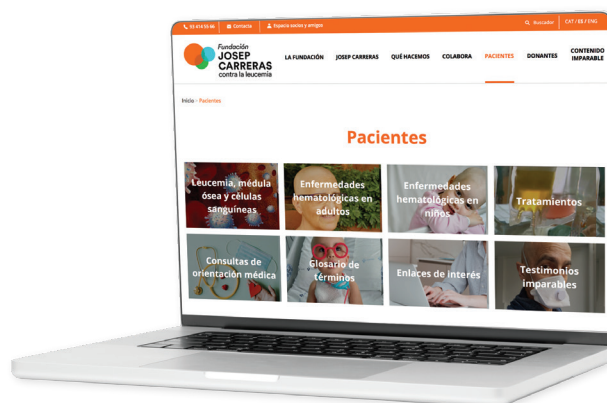 93 414 55 66 Contacta Espacio socios y amigos Buscador CAT / ES / ENG
Fundación
JOSEP
CARRERAS
contra la leucemia
LA FUNDACIÓN JOSEP CARRERAS QUÉ HACEMOS COLABORA PACIENTES DONANTES CONTENIDO
IMPARABLE
Inicio - Pacientes
Pacientes
Leucemia, médula
ósea y células
sanguíneas
Enfermedades
hematológicas en
adultos
Enfermedades
hematológicas en
niños
Tratamientos
Consultas de
orientación médica
Glosario de
términos
Enlaces de interés
Testimonios
imparables